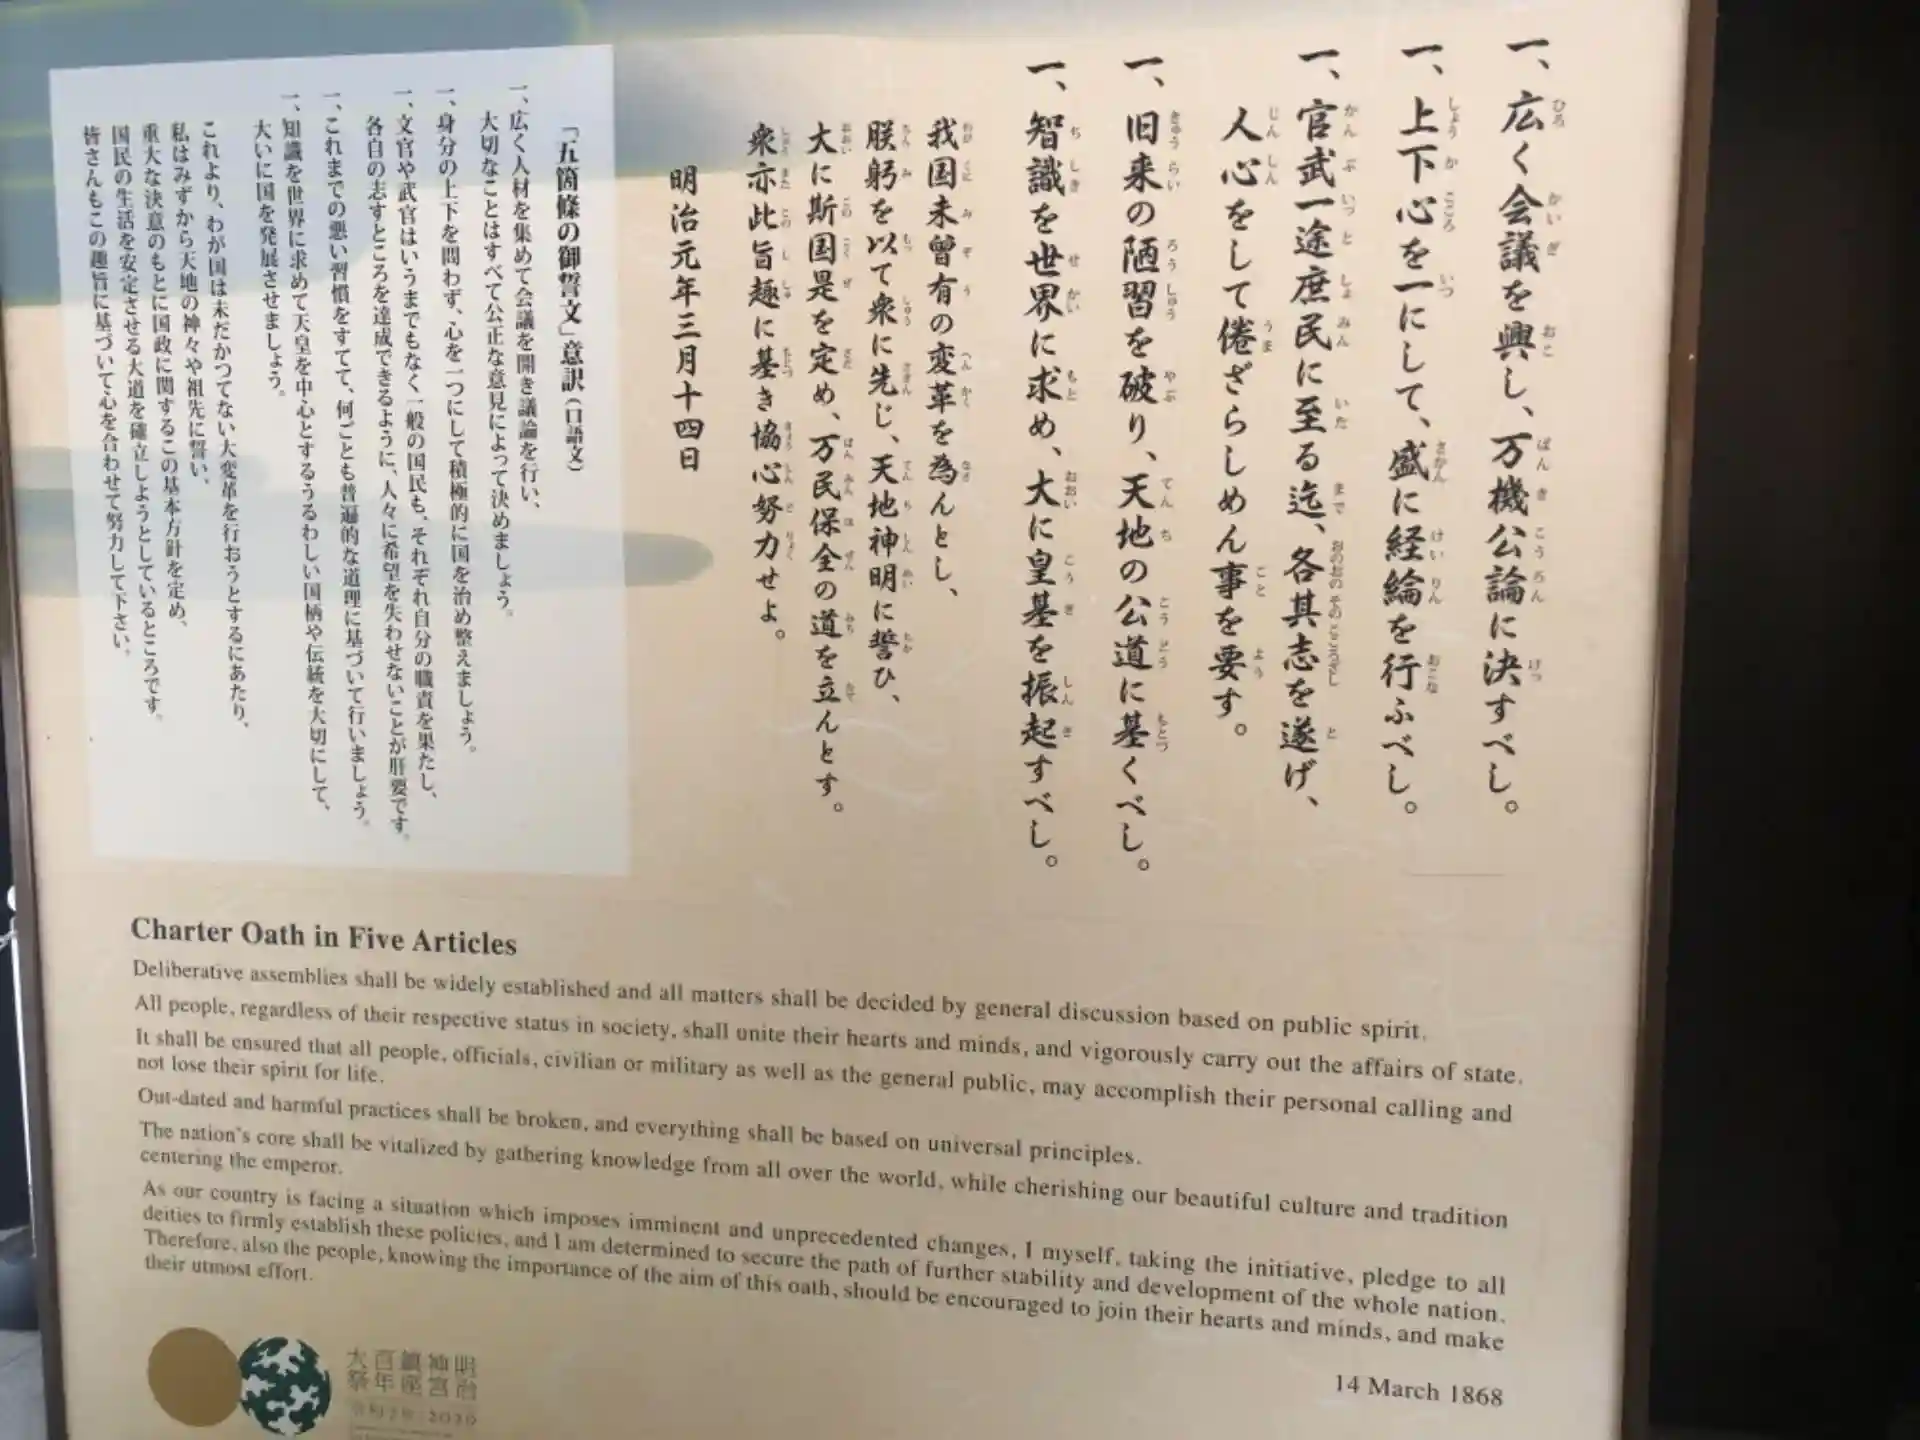 一、広く会議を興し、万機公論に決すべし。
一、上下心を一にして、盛に経綸を行ふべし。
一、官武一途庶民に至る迄、各其志を遂げ、
人心をして倦ざらしめん事を要す。
一、旧来の陋習を破り、天地の公道に基くべし。
一、智識を世界に求め、大に皇基を振起すべし。
我国未曾有の変革を為んとし、
朕躬を以て衆に先じ、天地神明に誓ひ、
大に斯国是を定め、万民保全の道を立んとす。
衆亦此旨趣に基き協心努力せよ。
明治元年三月十四日
「五箇條の御誓文」意訳(口語文)
一、広く人材を集めて会議を開き議論を行い、
大切なことはすべて公正な意見によって決めましょう。
一、身分の上下を問わず、心を一つにして積極的に国を治め整えましょう。
一、文官や武官はいうまでもなく一般の国民も、それぞれ自分の職責を果たし、
各自の志すところを達成できるように、人々に希望を失わせないことが肝要です。
一、これまでの悪い習慣をすてて、何ごとも普遍的な道理に基づいて行いましょう。
一、知識を世界に求めて天皇を中心とするうるわしい国柄や伝統を大切にして、
大いに国を発展させましょう。
これより、わが国は未だかつてない大変革を行おうとするにあたり、
私はみずから天地の神々や祖先に誓い、
重大な決意のもとに国政に関するこの基本方針を定め、
国民の生活を安定させる大道を確立しようとしているところです。
皆さんもこの趣旨に基づいて心を合わせて努力して下さい。
Charter Oath in Five Articles
Deliberative assemblies shall be widely established and all matters shall be decided by general discussion based on public spirit.
All people, regardless of their respective status in society, shall unite their hearts and minds, and vigorously carry out the affairs of state.
It shall be ensured that all people, officials, civilian or military as well as the general public, may accomplish their personal calling and
not lose their spirit for life.
Out-dated and harmful practices shall be broken, and everything shall be based on universal principles.
The nation's core shall be vitalized by gathering knowledge from all over the world, while cherishing our beautiful culture and tradition
centering the emperor.
As our country is facing a situation which imposes imminent and unprecedented changes, I myself, taking the initiative, pledge to all
deities to firmly establish these policies, and I am determined to secure the path of further stability and development of the whole nation.
Therefore, also the people, knowing the importance of the aim of this oath, should be encouraged to join their hearts and minds, and make
their utmost effort.
14 March 1868
明治
神宮
鎮座
百年
大祭
令和2年:2020